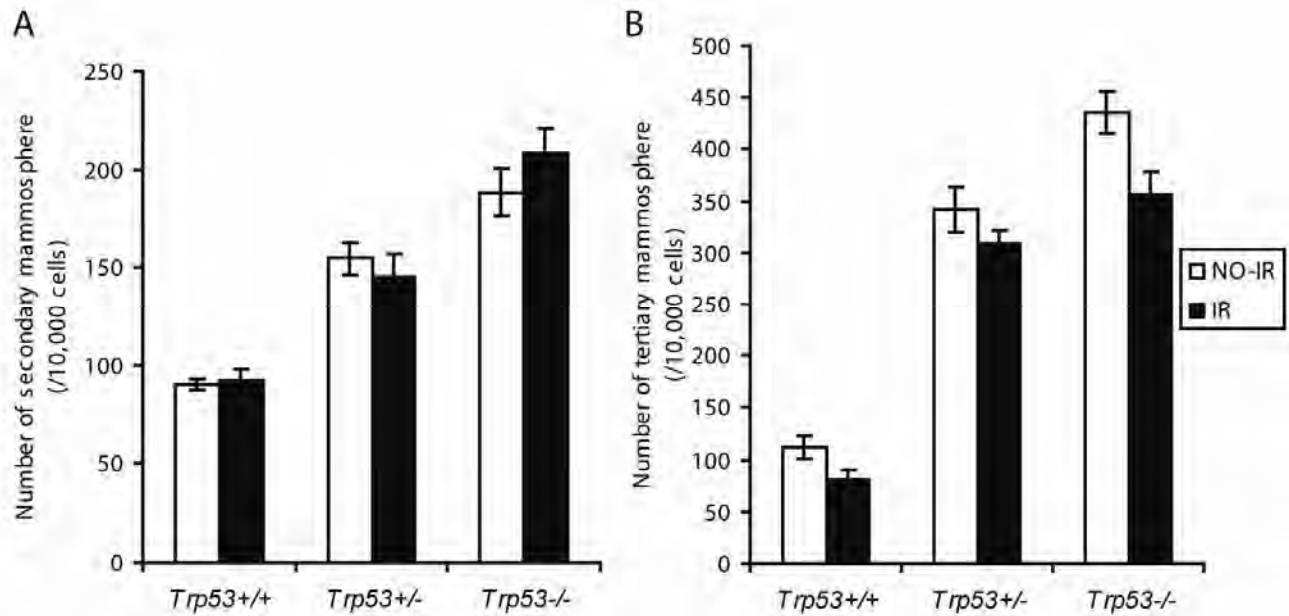 A
Number of secondary mammosphere
(/10,000 cells)
250
200
150
100
50
0
Trp53+/+
Trp53+/-
Trp53-/-
B
Number of tertiary mammosphere
(/10,000 cells)
500
450
400
350
300
250
200
150
100
50
0
Trp53+/+
Trp53+/-
Trp53-/-
NO-IR
IR